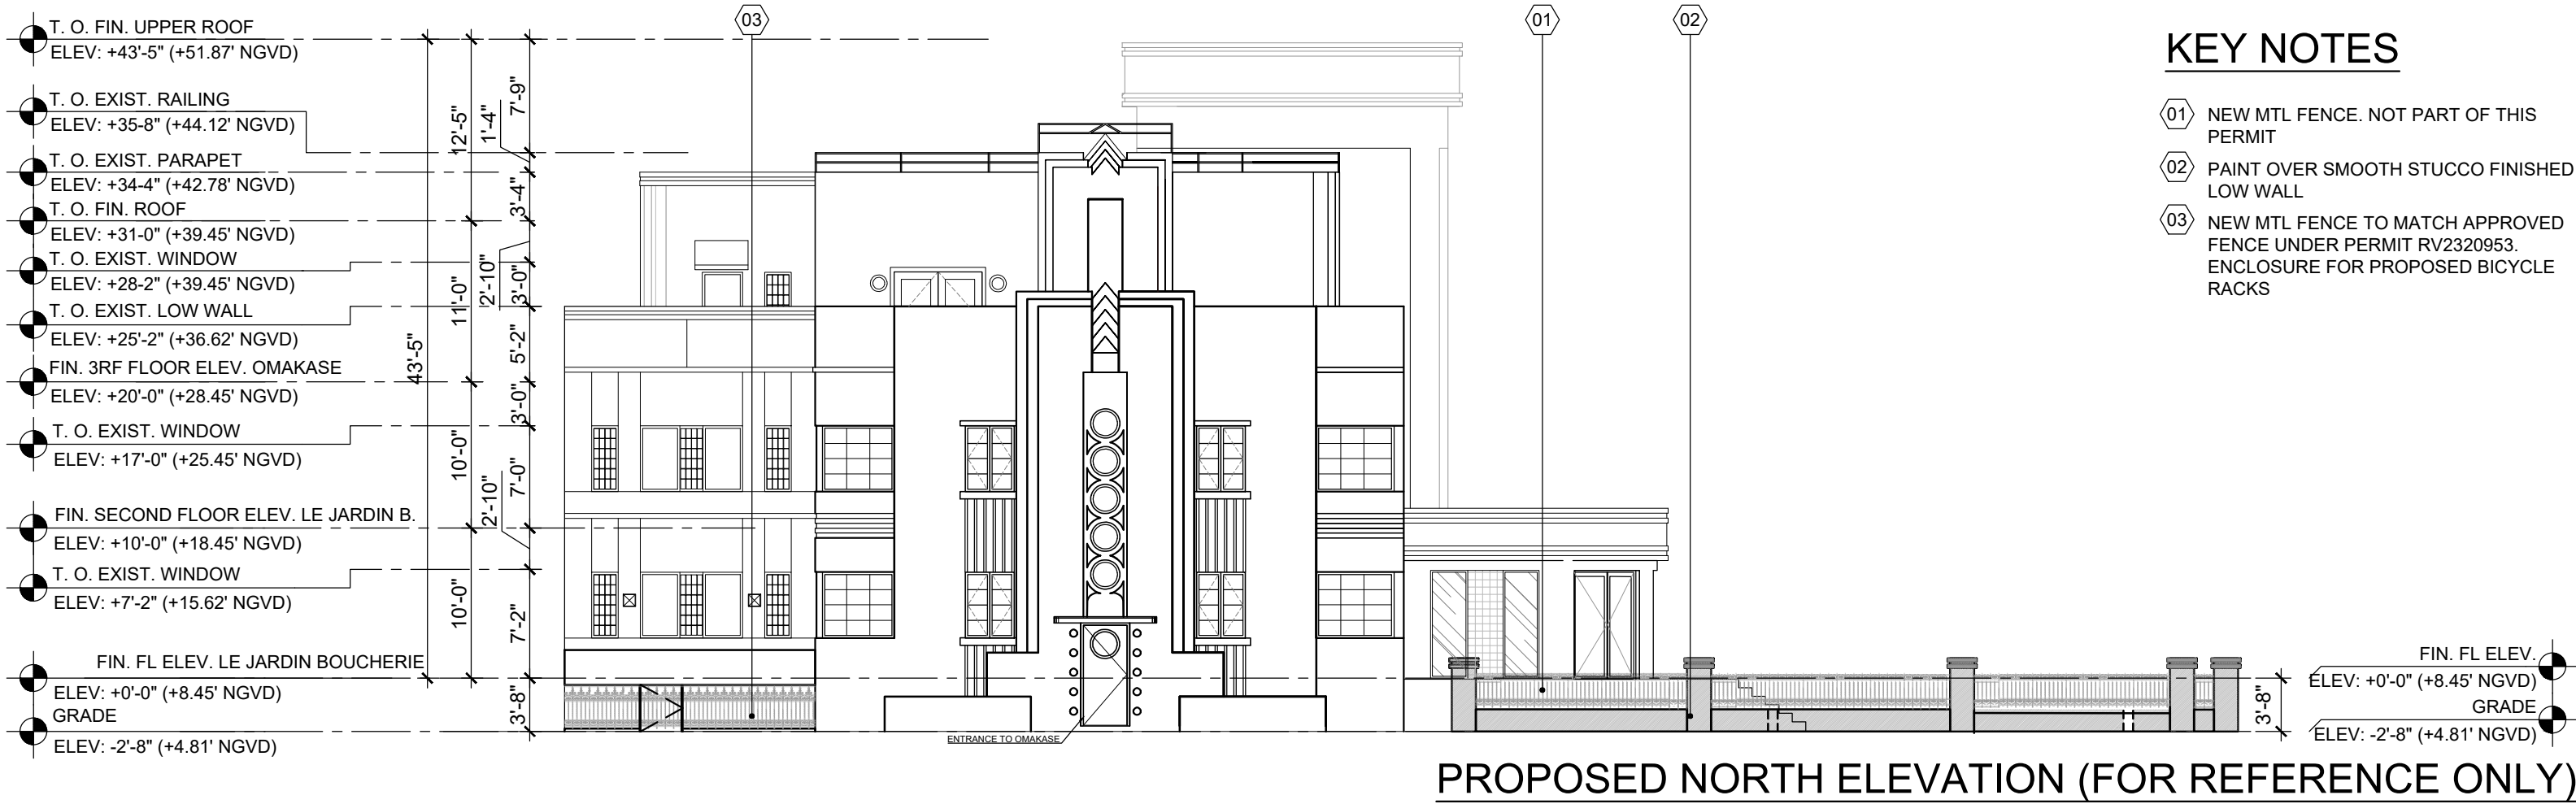 03
01
02
T. O. FIN. UPPER ROOF
ELEV: +43'-5" (+51.87' NGVD)
T. O. EXIST. RAILING
ELEV: +35-8" (+44.12' NGVD)
T. O. EXIST. PARAPET
ELEV: +34-4" (+42.78' NGVD)
T. O. FIN. ROOF
ELEV: +31-0" (+39.45' NGVD)
T. O. EXIST. WINDOW
ELEV: +28-2" (+39.45' NGVD)
T. O. EXIST. LOW WALL
ELEV: +25'-2" (+36.62' NGVD)
FIN. 3RF FLOOR ELEV. OMAKASE
ELEV: +20'-0" (+28.45' NGVD)
T. O. EXIST. WINDOW
ELEV: +17'-0" (+25.45' NGVD)
FIN. SECOND FLOOR ELEV. LE JARDIN B.
ELEV: +10'-0" (+18.45' NGVD)
T. O. EXIST. WINDOW
ELEV: +7'-2" (+15.62' NGVD)
FIN. FL ELEV. LE JARDIN BOUCHERIE
ELEV: +0'-0" (+8.45' NGVD)
GRADE
ELEV: -2'-8" (+4.81' NGVD)
43'-5"
12'-5"
11'-0"
10'-0"
10'-0"
7'-9"
1'-4"
3'-4"
2'-10"
3'-0"
5'-2"
3'-0"
7'-0"
2'-10"
7'-2"
3'-8"
ENTRANCE TO OMAKASE
KEY NOTES
01 NEW MTL FENCE. NOT PART OF THIS
PERMIT
02 PAINT OVER SMOOTH STUCCO FINISHED
LOW WALL
03 NEW MTL FENCE TO MATCH APPROVED
FENCE UNDER PERMIT RV2320953.
ENCLOSURE FOR PROPOSED BICYCLE
RACKS
FIN. FL ELEV.
ELEV: +0'-0" (+8.45' NGVD)
GRADE
ELEV: -2'-8" (+4.81' NGVD)
3'-8"
PROPOSED NORTH ELEVATION (FOR REFERENCE ONLY)